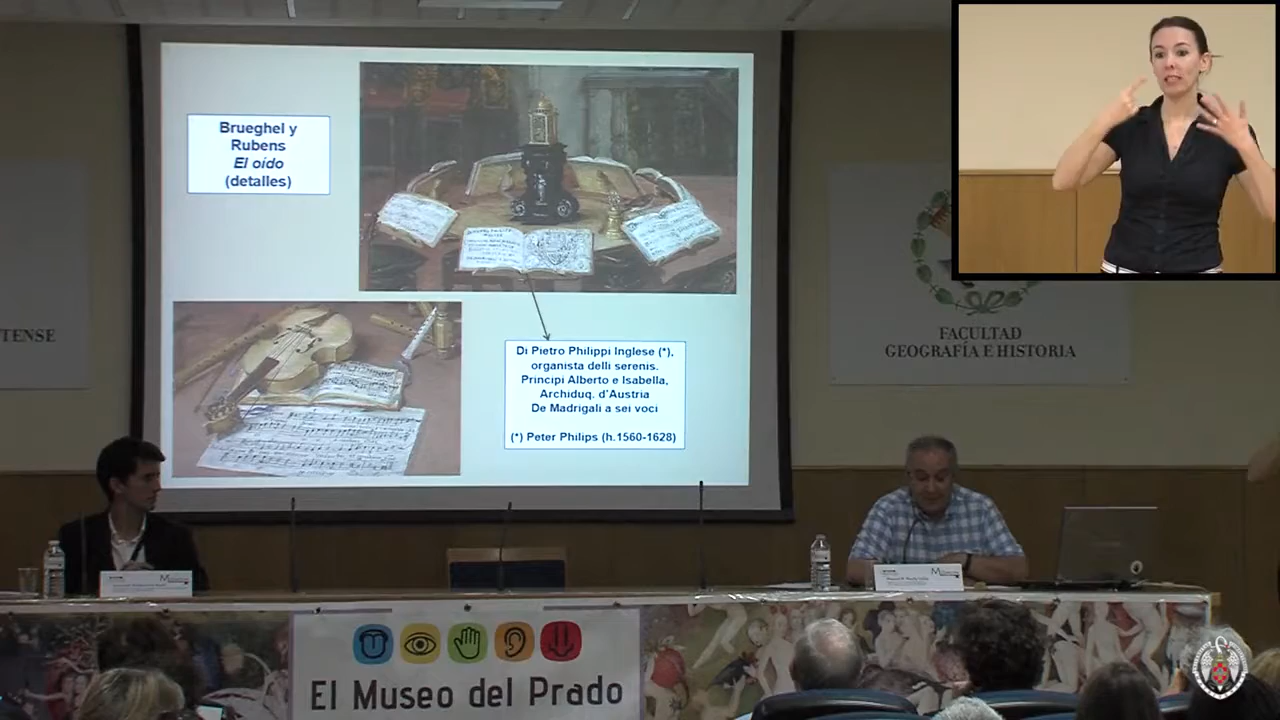 Brueghel y
Rubens
El oído
(detalles)
Di Pietro Philippi Inglese (*),
organista delli serenis.
Principi Alberto e Isabella,
Archiduq. d'Austria
De Madrigali a sei voci
(*) Peter Philips (h.1560-1628)
TENSE
FACULTAD
GEOGRAFÍA E HISTORIA
El Museo del Prado